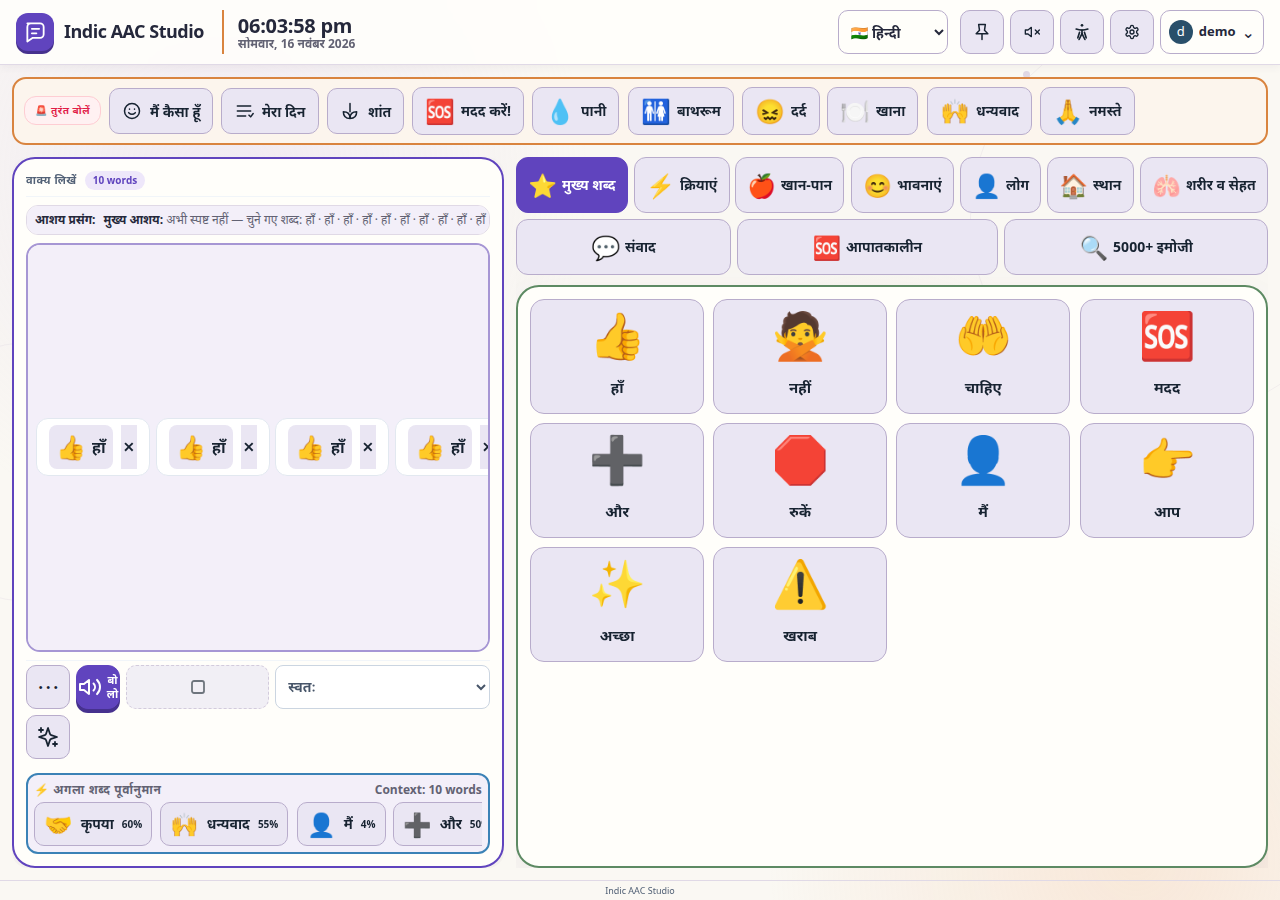 Indic AAC Studio
06:03:58 pm
सोमवार, 16 नवंबर 2026
🇮🇳 हिन्दी
d demo
🚨 तुरंत बोलें
मैं कैसा हूँ
मेरा दिन
शांत
🆘 मदद करें!
पानी
बाथरूम
दर्द
खाना
धन्यवाद
नमस्ते
वाक्य लिखें 10 words
आशय प्रसंग: मुख्य आशय: अभी स्पष्ट नहीं — चुने गए शब्द: हाँ · हाँ · हाँ · हाँ · हाँ · हाँ · हाँ · हाँ · हाँ · हाँ
हाँ ×
हाँ ×
हाँ ×
हाँ ×
बो
लो
स्वतः
⚡ अगला शब्द पूर्वानुमान
Context: 10 words
कृपया 60%
धन्यवाद 55%
मैं 4%
और 50
मुख्य शब्द
क्रियाएं
खान-पान
भावनाएं
लोग
स्थान
शरीर व सेहत
संवाद
🆘 आपातकालीन
5000+ इमोजी
हाँ
नहीं
चाहिए
🆘
मदद
और
रुकें
मैं
आप
अच्छा
खराब
Indic AAC Studio